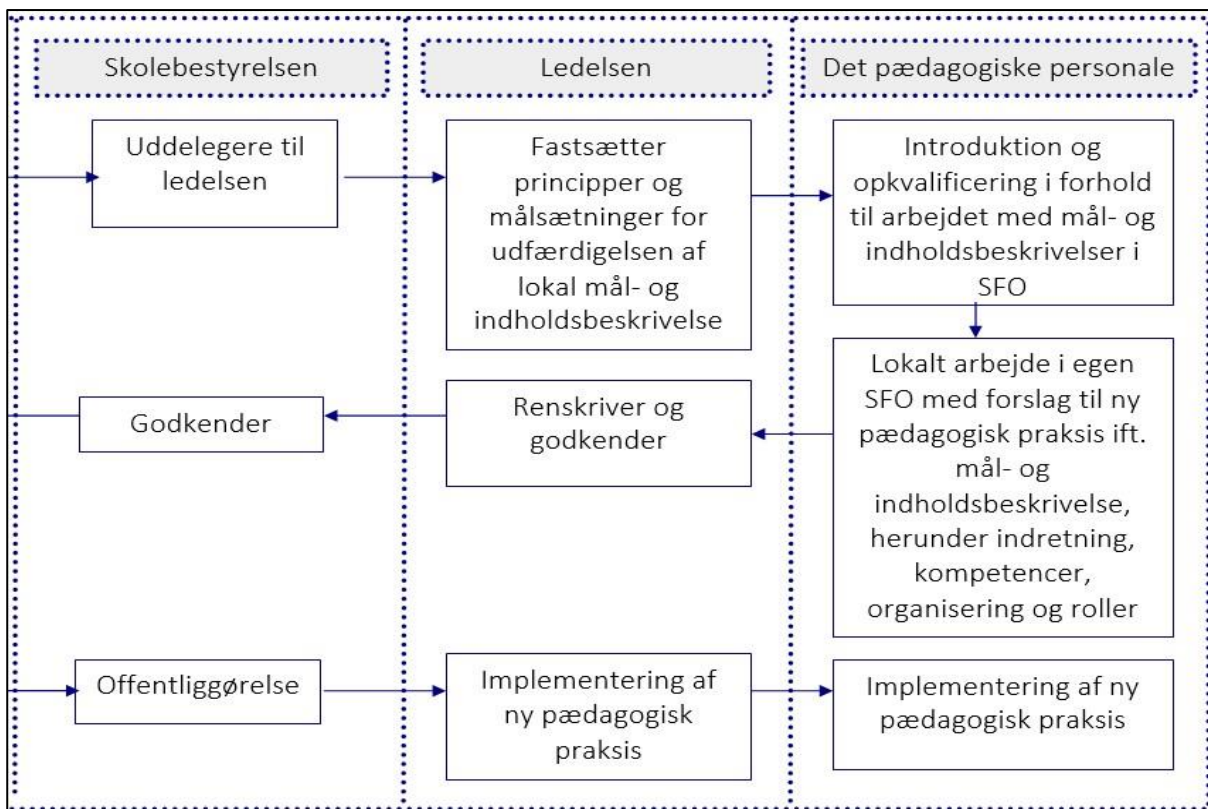 Skolebestyrelsen
Ledelsen
Det pædagogiske personale
Uddelegere til
ledelsen
Fastsætter
principper og
målsætninger for
udfærdigelsen af
lokal mål- og
indholdsbeskrivelse
Introduktion og
opkvalificering i forhold
til arbejdet med mål- og
indholdsbeskrivelser i
SFO
Lokalt arbejde i egen
SFO med forslag til ny
pædagogisk praksis ift.
mål- og
indholdsbeskrivelse,
herunder indretning,
kompetencer,
organisering og roller
Renskriver og
godkender
Godkender
Offentliggørelse
Implementering af
ny pædagogisk
praksis
Implementering af ny
pædagogisk praksis